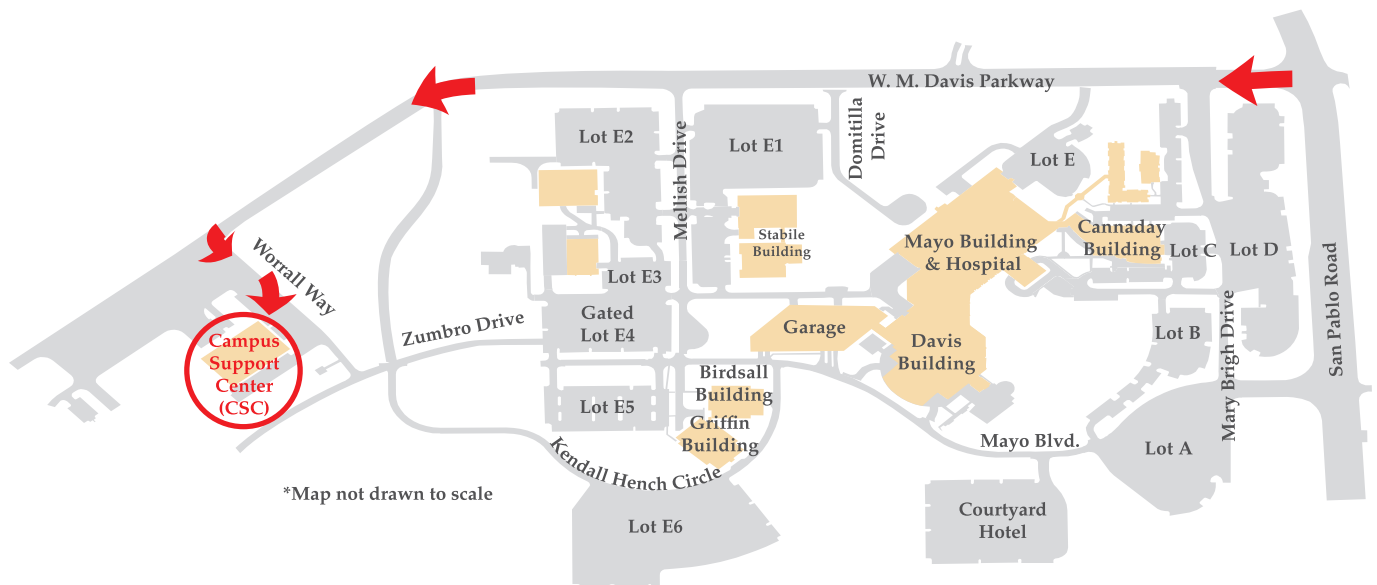 W. M. Davis Parkway
Lot E2
Mellish Drive
Lot E1
Domitilla
Drive
Lot E
Stabile
Building
Mayo Building
& Hospital
Cannaday
Building
Lot C
Lot D
San Pablo Road
Worrall Way
Lot E3
Gated
Lot E4
Zumbro Drive
Garage
Davis
Building
Lot B
Mary Brigh Drive
Campus
Support
Center
(CSC)
Birdsall
Building
Lot E5
Griffin
Building
Mayo Blvd.
Lot A
Kendall Hench Circle
*Map not drawn to scale
Lot E6
Courtyard
Hotel